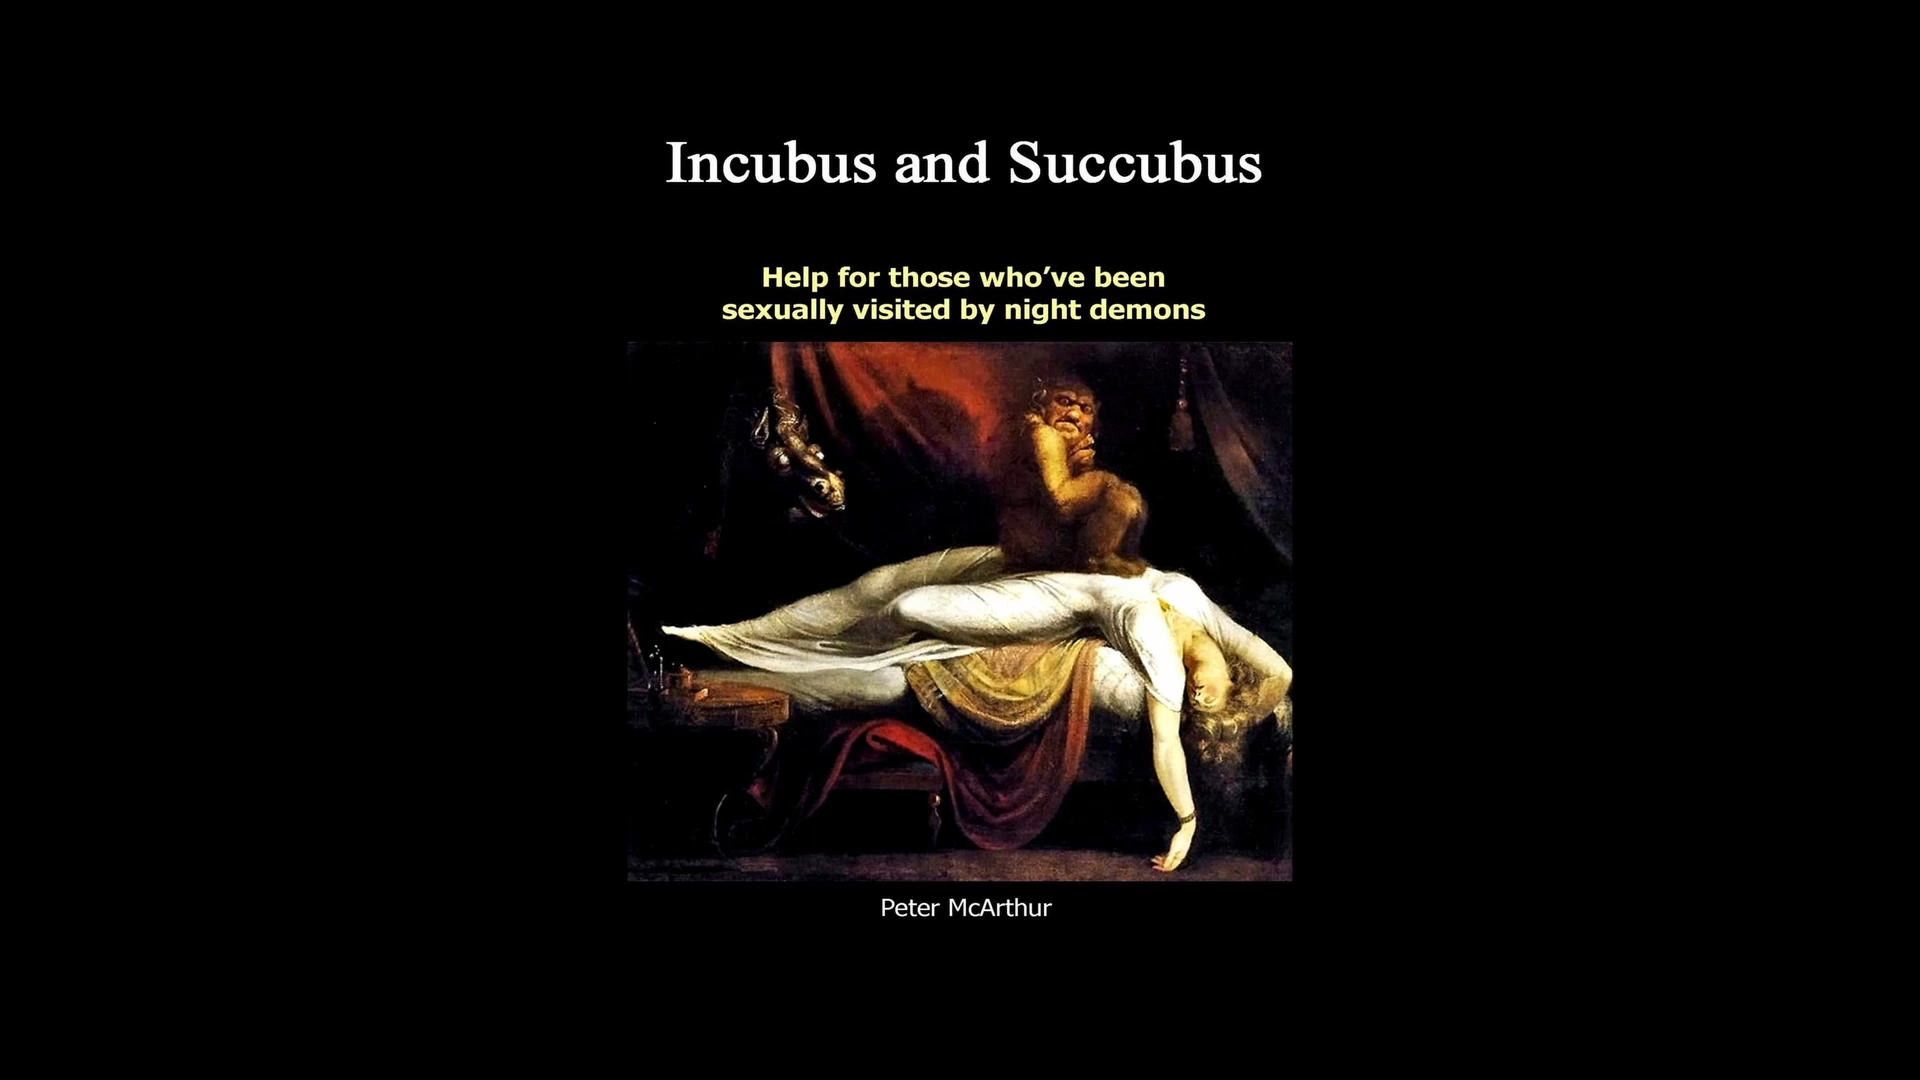 Incubus and Succubus
Help for those who’ve been
sexually visited by night demons
Peter McArthur